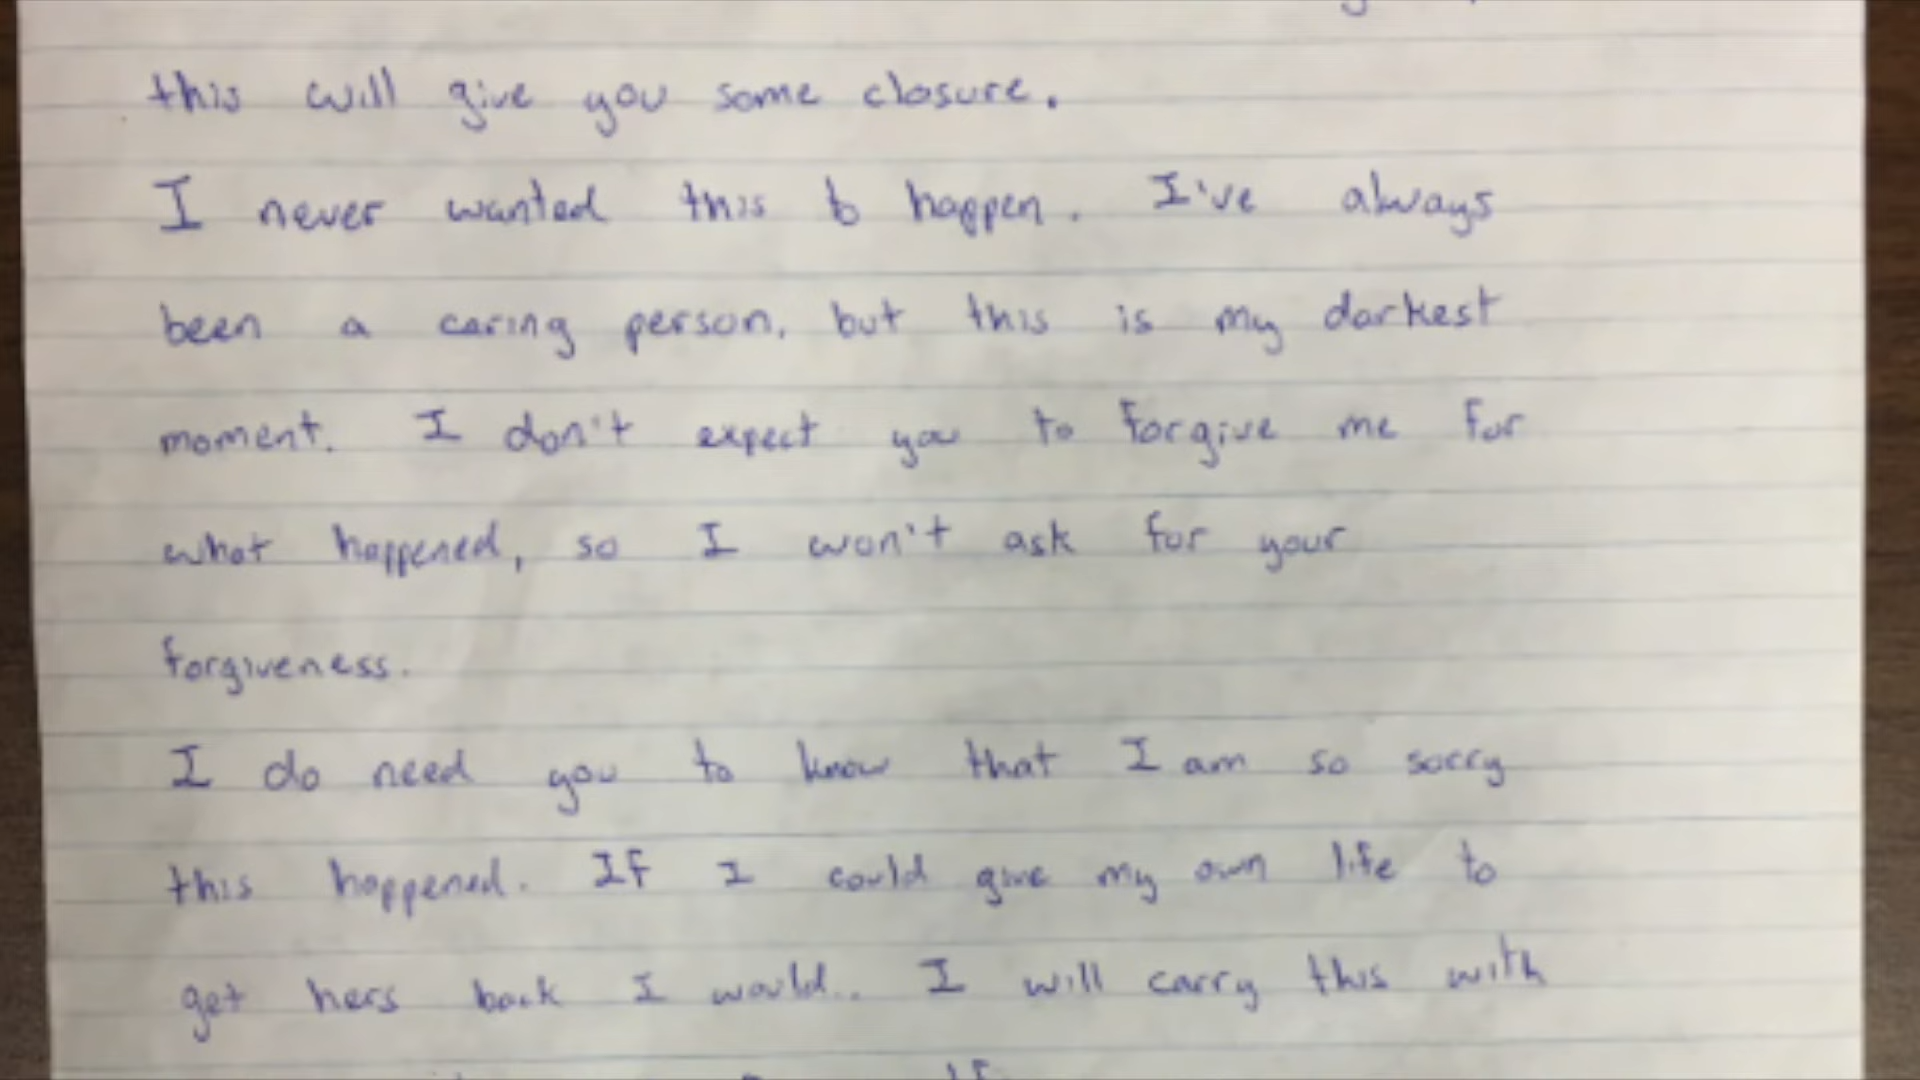 this will give you some closure.
I never wanted this to happen. I've always
been a caring person, but this is my darkest
moment. I don't expect you to forgive me for
what happened, so I won't ask for your
forgiveness.
I do need you to know that I am so sorry
this happened. If I could give my own life to
get hers back I would.. I will carry this with